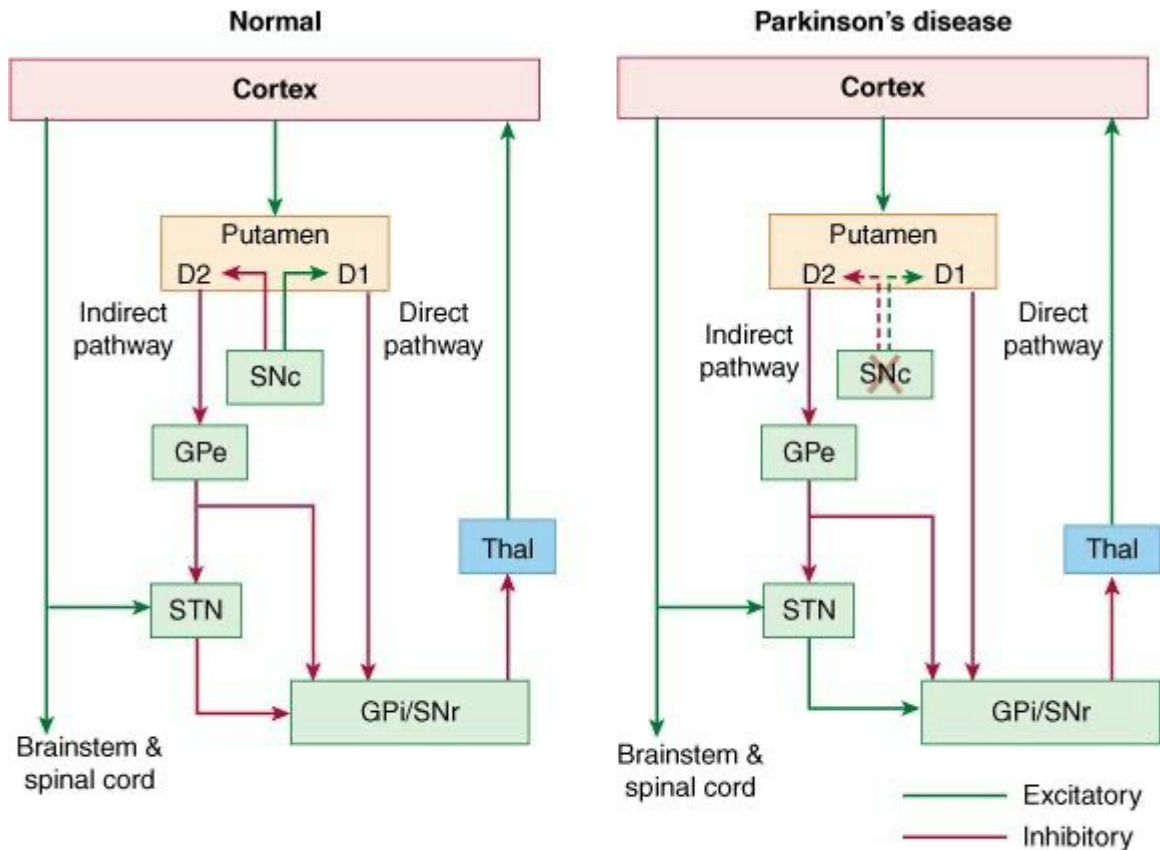 Normal
Cortex
Putamen
D2
D1
Indirect
pathway
Direct
pathway
SNc
GPe
Thal
STN
GPi/SNr
Brainstem &
spinal cord
Parkinson's disease
Cortex
Putamen
D2
D1
Indirect
pathway
Direct
pathway
SNc
GPe
Thal
STN
GPi/SNr
Brainstem &
spinal cord
Excitatory
Inhibitory